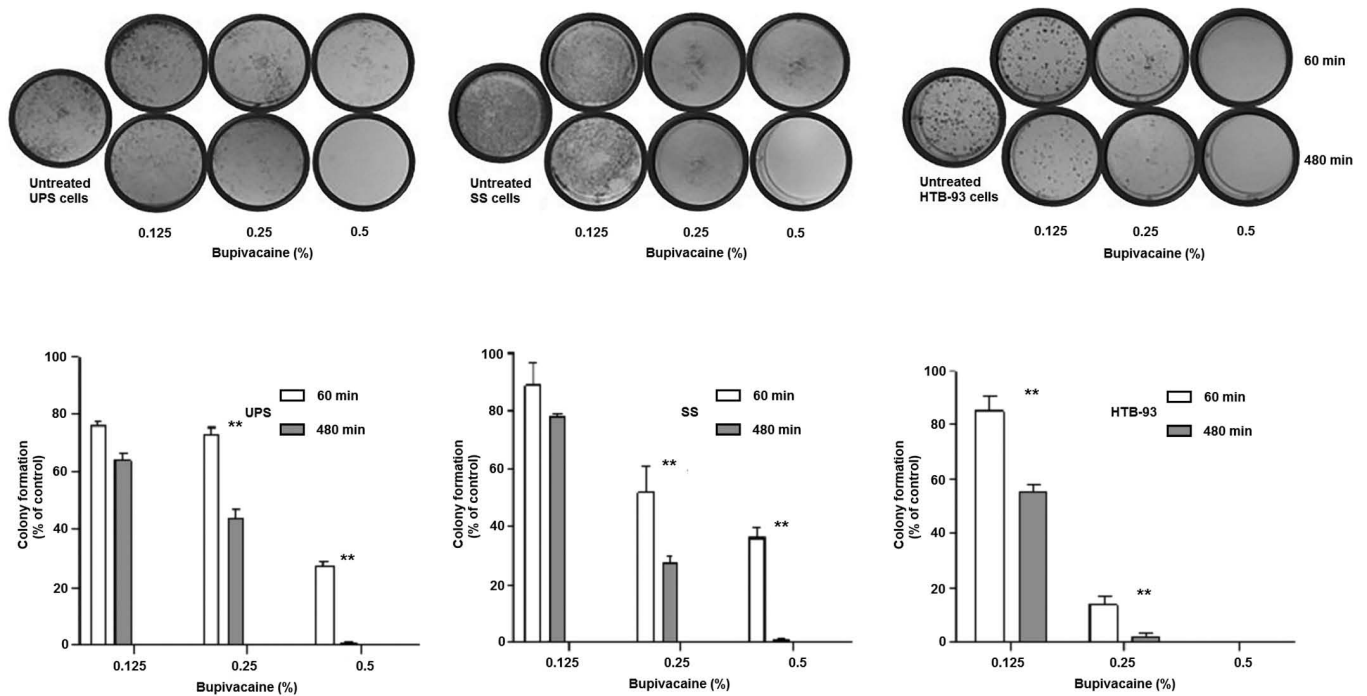 60 min
480 min
Untreated
UPS cells
0.125 0.25 0.5
Bupivacaine (%)
Untreated
SS cells
0.125 0.25 0.5
Bupivacaine (%)
Untreated
HTB-93 cells
0.125 0.25 0.5
Bupivacaine (%)
Colony formation
(% of control)
100
80
60
40
20
0
UPS
60 min
480 min
**
**
0.125 0.25 0.5
Bupivacaine (%)
Colony formation
(% of control)
100
80
60
40
20
0
SS
60 min
480 min
**
**
0.125 0.25 0.5
Bupivacaine (%)
Colony formation
(% of control)
100
80
60
40
20
0
HTB-93
60 min
480 min
**
**
0.125 0.25 0.5
Bupivacaine (%)